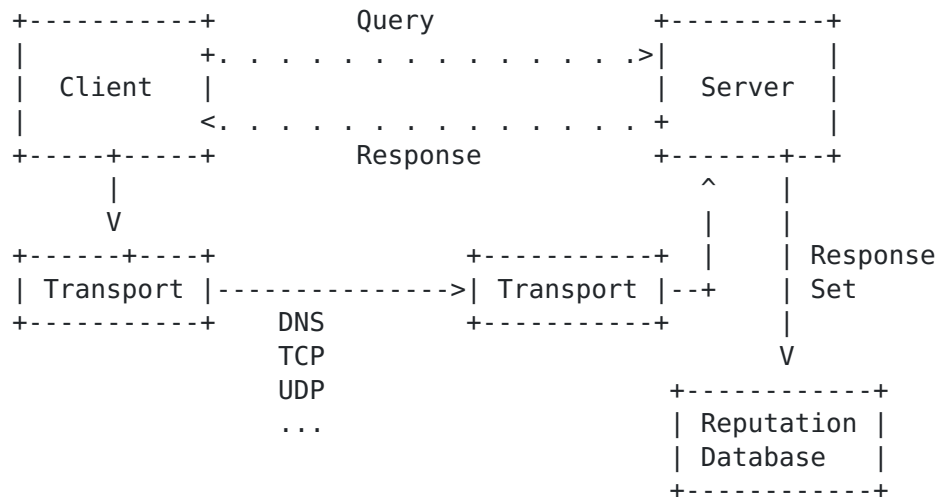 Query
Client
Server
Response
Response
Transport
Transport
Set
DNS
TCP
UDP
...
Reputation
Database